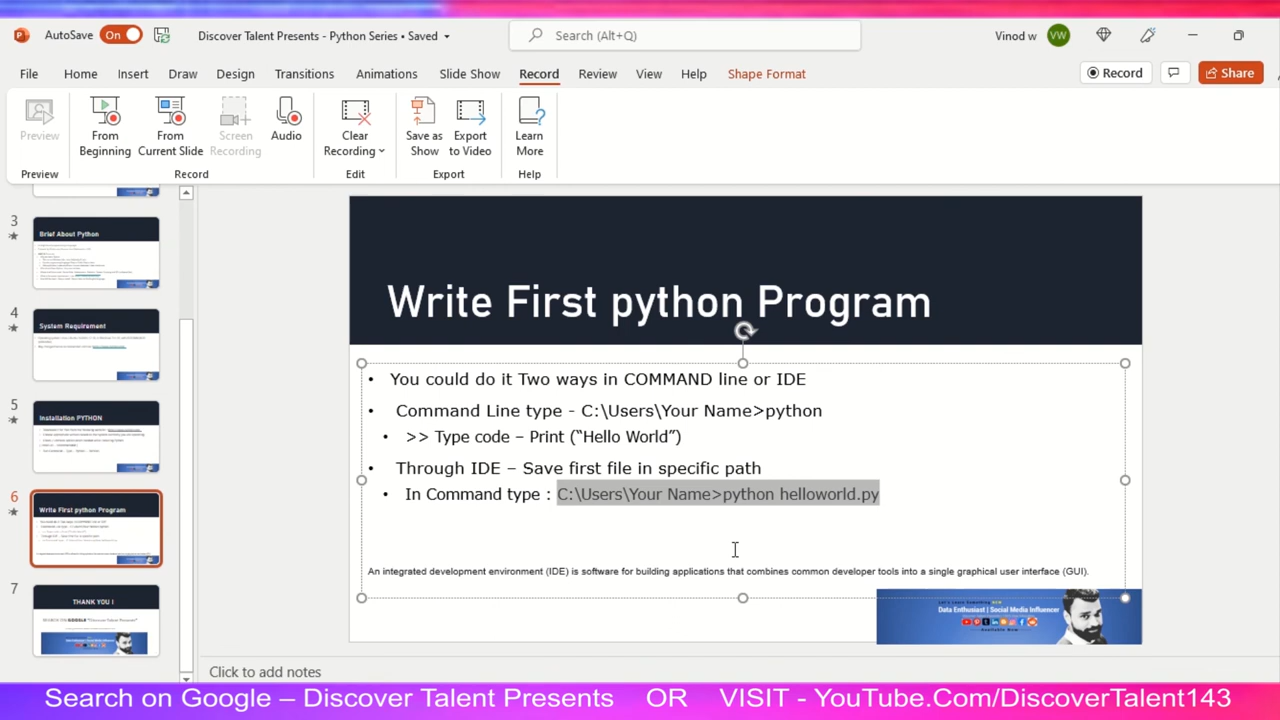 AutoSave On Discover Talent Presents - Python Series • Saved Search (Alt+Q) Vinod w VW
File Home Insert Draw Design Transitions Animations Slide Show Record Review View Help Shape Format Record Share
Preview
From Beginning
From Current Slide
Screen Recording
Audio
Clear Recording
Save as Show
Export to Video
Learn More
Preview Record Edit Export Help
3
Brief About Python
4
System Requirement
5
Installation PYTHON
6
Write First python Program
7
THANK YOU !
Write First python Program
• You could do it Two ways in COMMAND line or IDE
• Command Line type - C:\Users\Your Name>python
• >> Type code – Print (“Hello World”)
• Through IDE – Save first file in specific path
• In Command type : C:\Users\Your Name>python helloworld.py
An integrated development environment (IDE) is software for building applications that combines common developer tools into a single graphical user interface (GUI).
Data Enthusiast | Social Media Influencer
Click to add notes
Search on Google – Discover Talent Presents OR VISIT - YouTube.Com/DiscoverTalent143